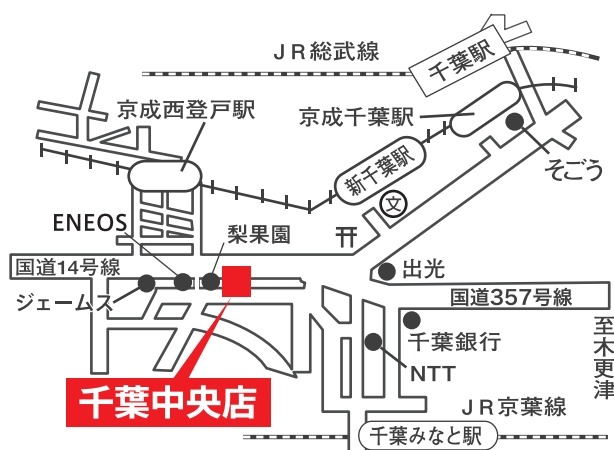 JR総武線
千葉駅
京成西登戸駅
京成千葉駅
そごう
新千葉駅
文
ENEOS
梨果園
国道14号線
出光
ジェームス
国道357号線
千葉銀行
至木更津
NTT
千葉中央店
JR京葉線
千葉みなと駅